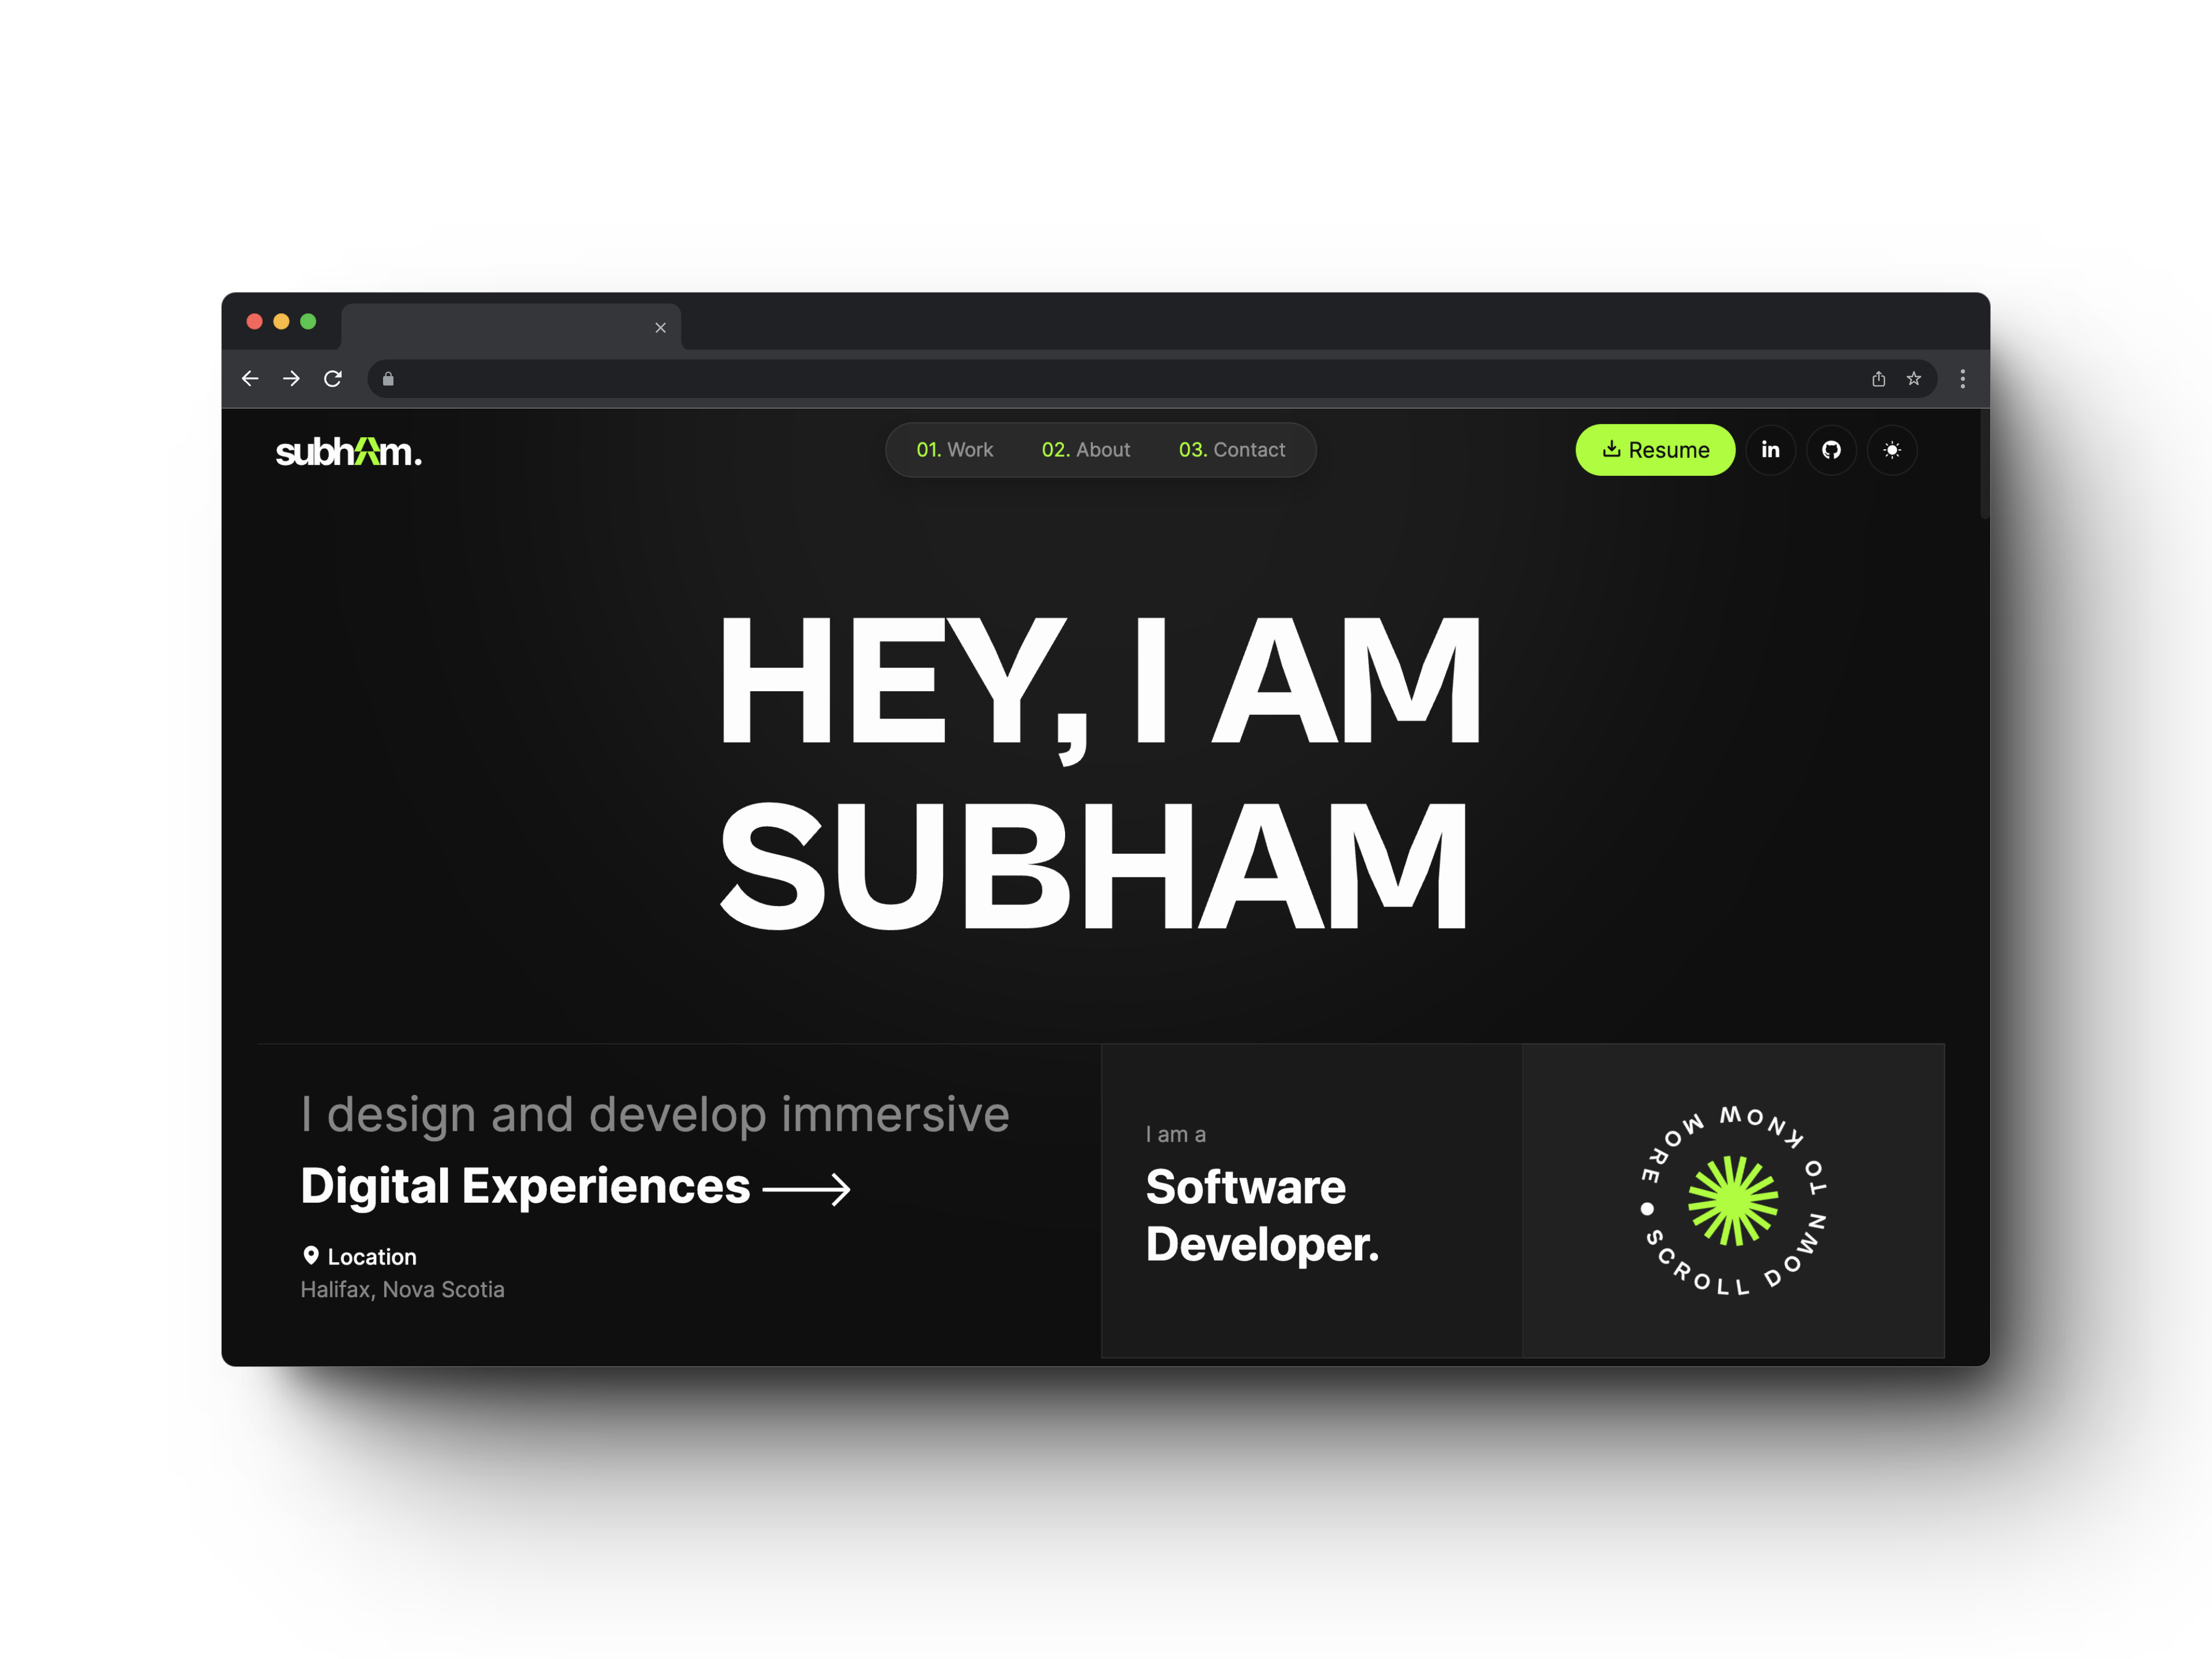 subhAm.
01. Work
02. About
03. Contact
Resume
in
HEY, I AM
SUBHAM
I design and develop immersive
Digital Experiences
Location
Halifax, Nova Scotia
I am a
Software
Developer.
SCROLL DOWN TO KNOW MORE